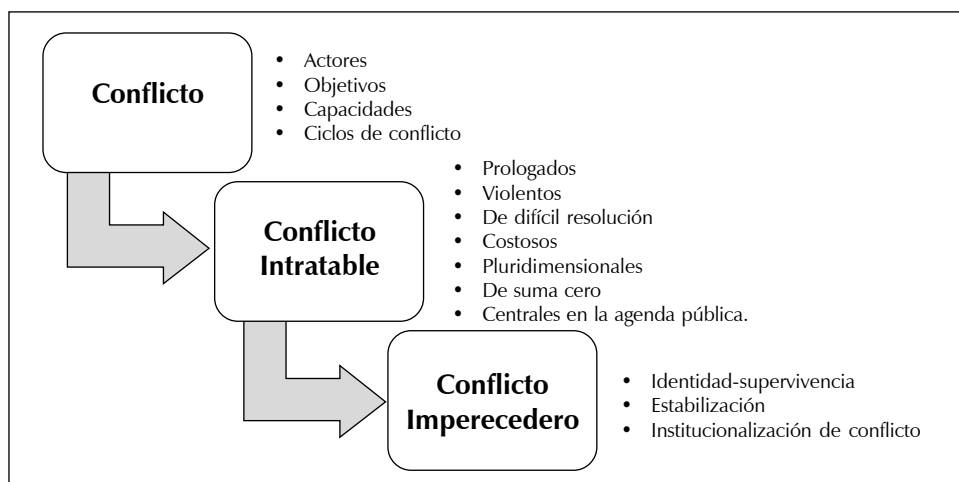 Conflicto
• Actores
• Objetivos
• Capacidades
• Ciclos de conflicto
Conflicto
Intratable
• Prologados
• Violentos
• De difícil resolución
• Costosos
• Pluridimensionales
• De suma cero
• Centrales en la agenda pública.
Conflicto
Imperecedero
• Identidad-supervivencia
• Estabilización
• Institucionalización de conflicto